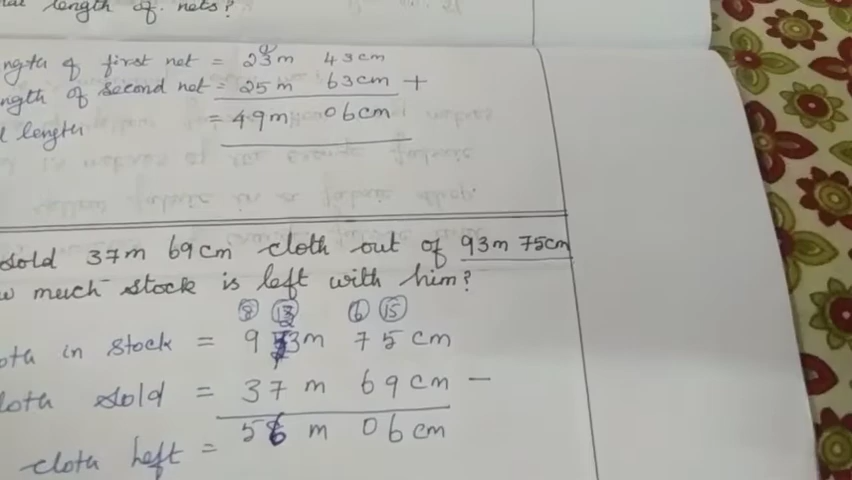 length of nets?
ngth of first net = 23m 43cm
ngth of second net = 25m 63cm +
l length = 49m 06cm
sold 37m 69cm cloth out of 93m 75cm
w much stock is left with him?
8 13 6 15
oth in stock = 93m 75cm
loth sold = 37m 69cm -
cloth left = 56m 06cm